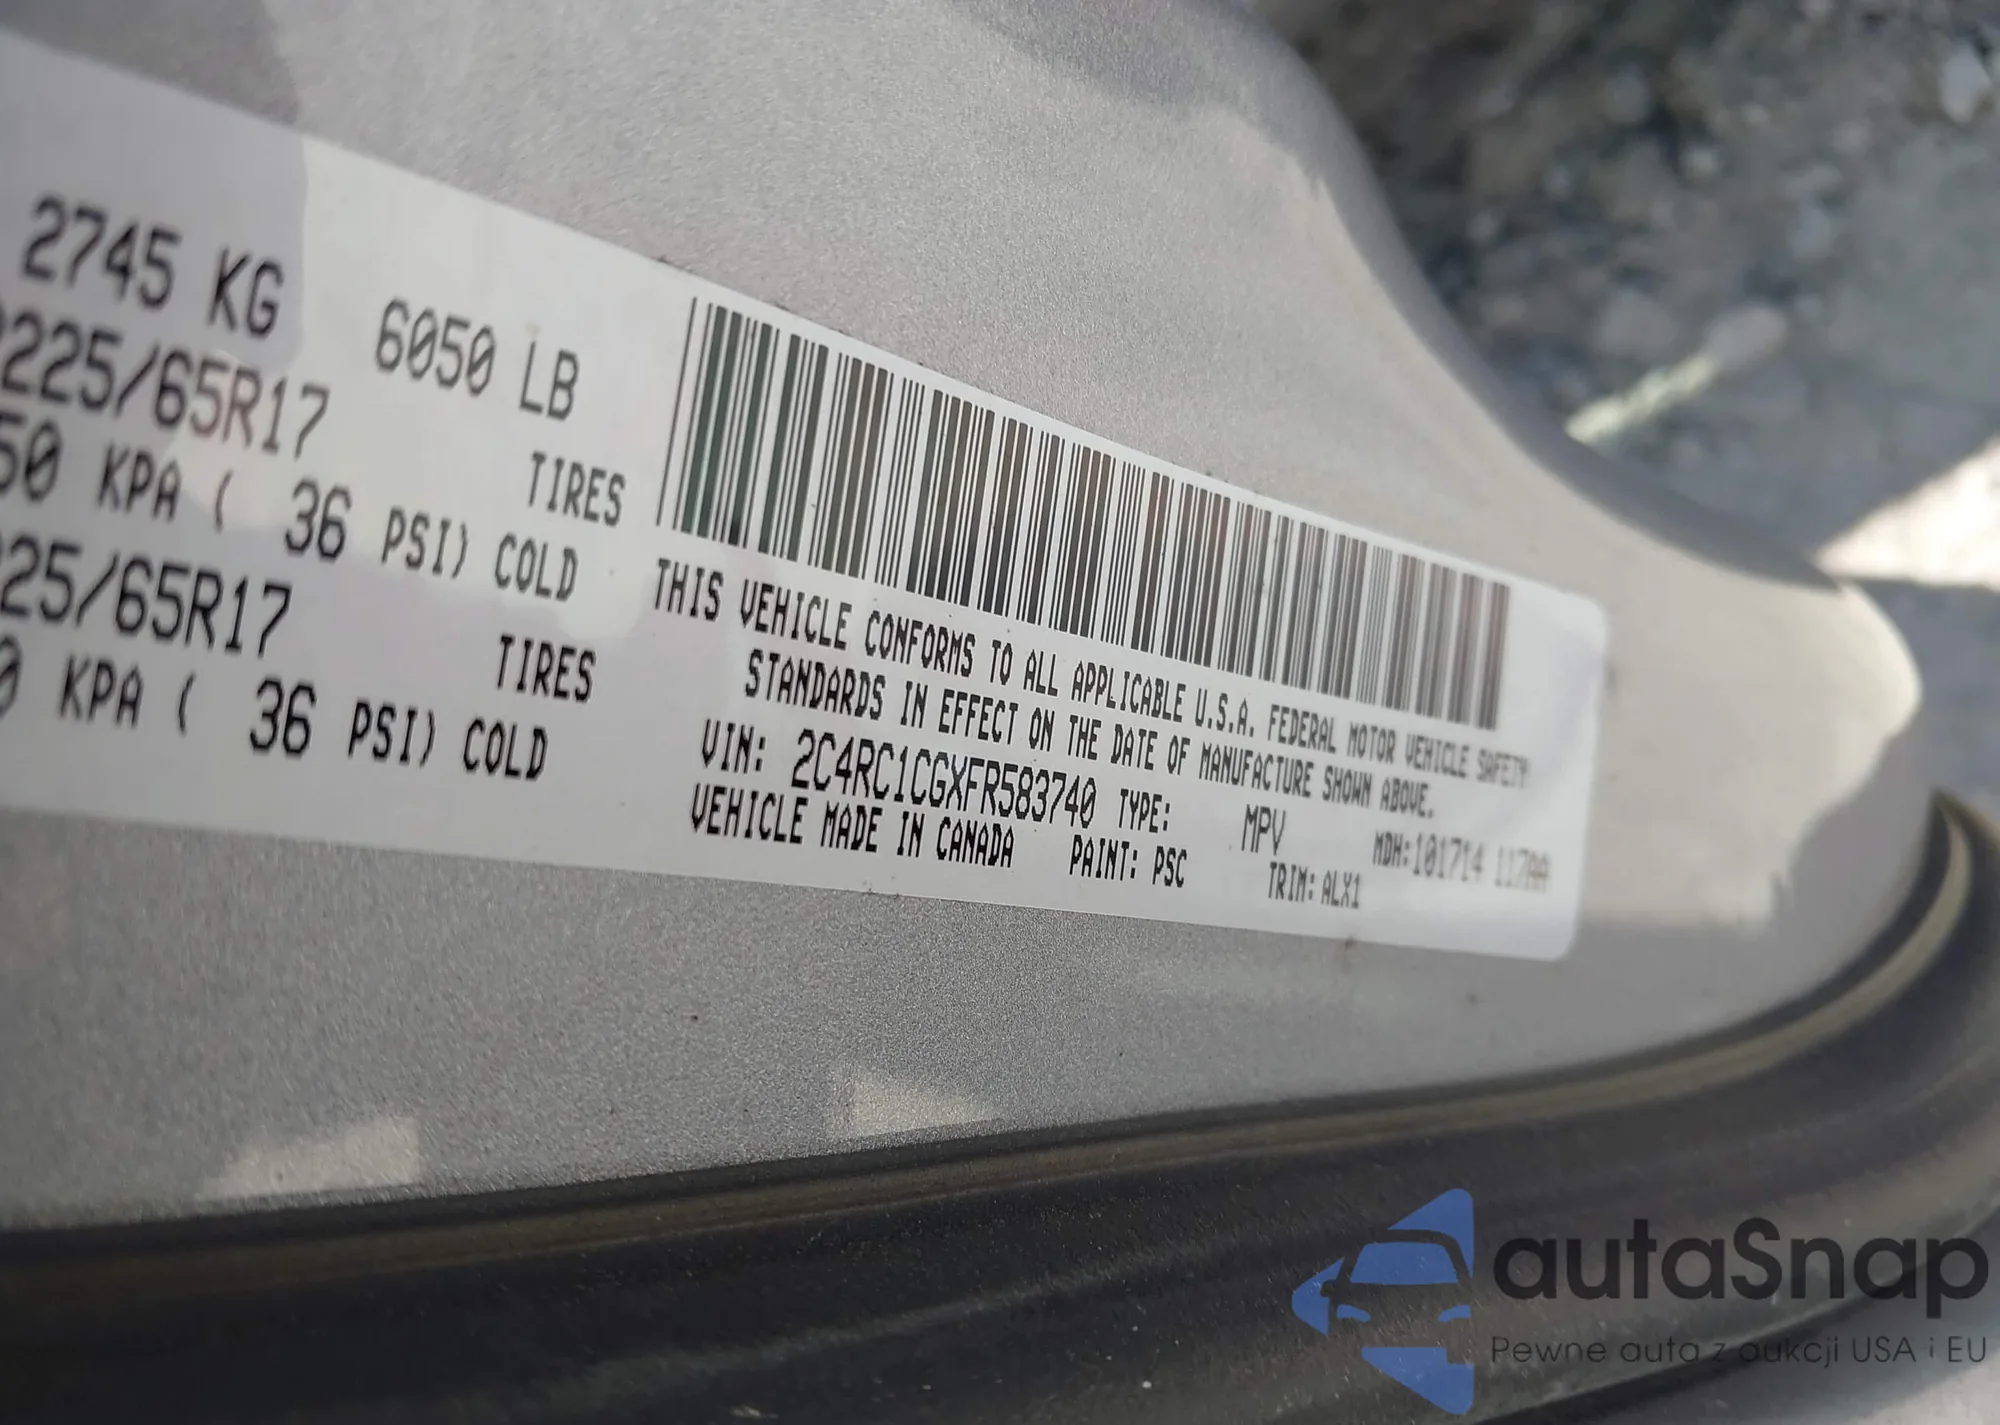 2745 KG 6050 LB
225/65R17 TIRES
50 KPA ( 36 PSI) COLD
225/65R17 TIRES
0 KPA ( 36 PSI) COLD
THIS VEHICLE CONFORMS TO ALL APPLICABLE U.S.A. FEDERAL MOTOR VEHICLE SAFETY
STANDARDS IN EFFECT ON THE DATE OF MANUFACTURE SHOWN ABOVE.
VIN: 2C4RC1CGXFR583740 TYPE: MPV MDH:101714 117AA
VEHICLE MADE IN CANADA PAINT: PSC TRIM: ALX1
autaSnap
Pewne auta z aukcji USA i EU